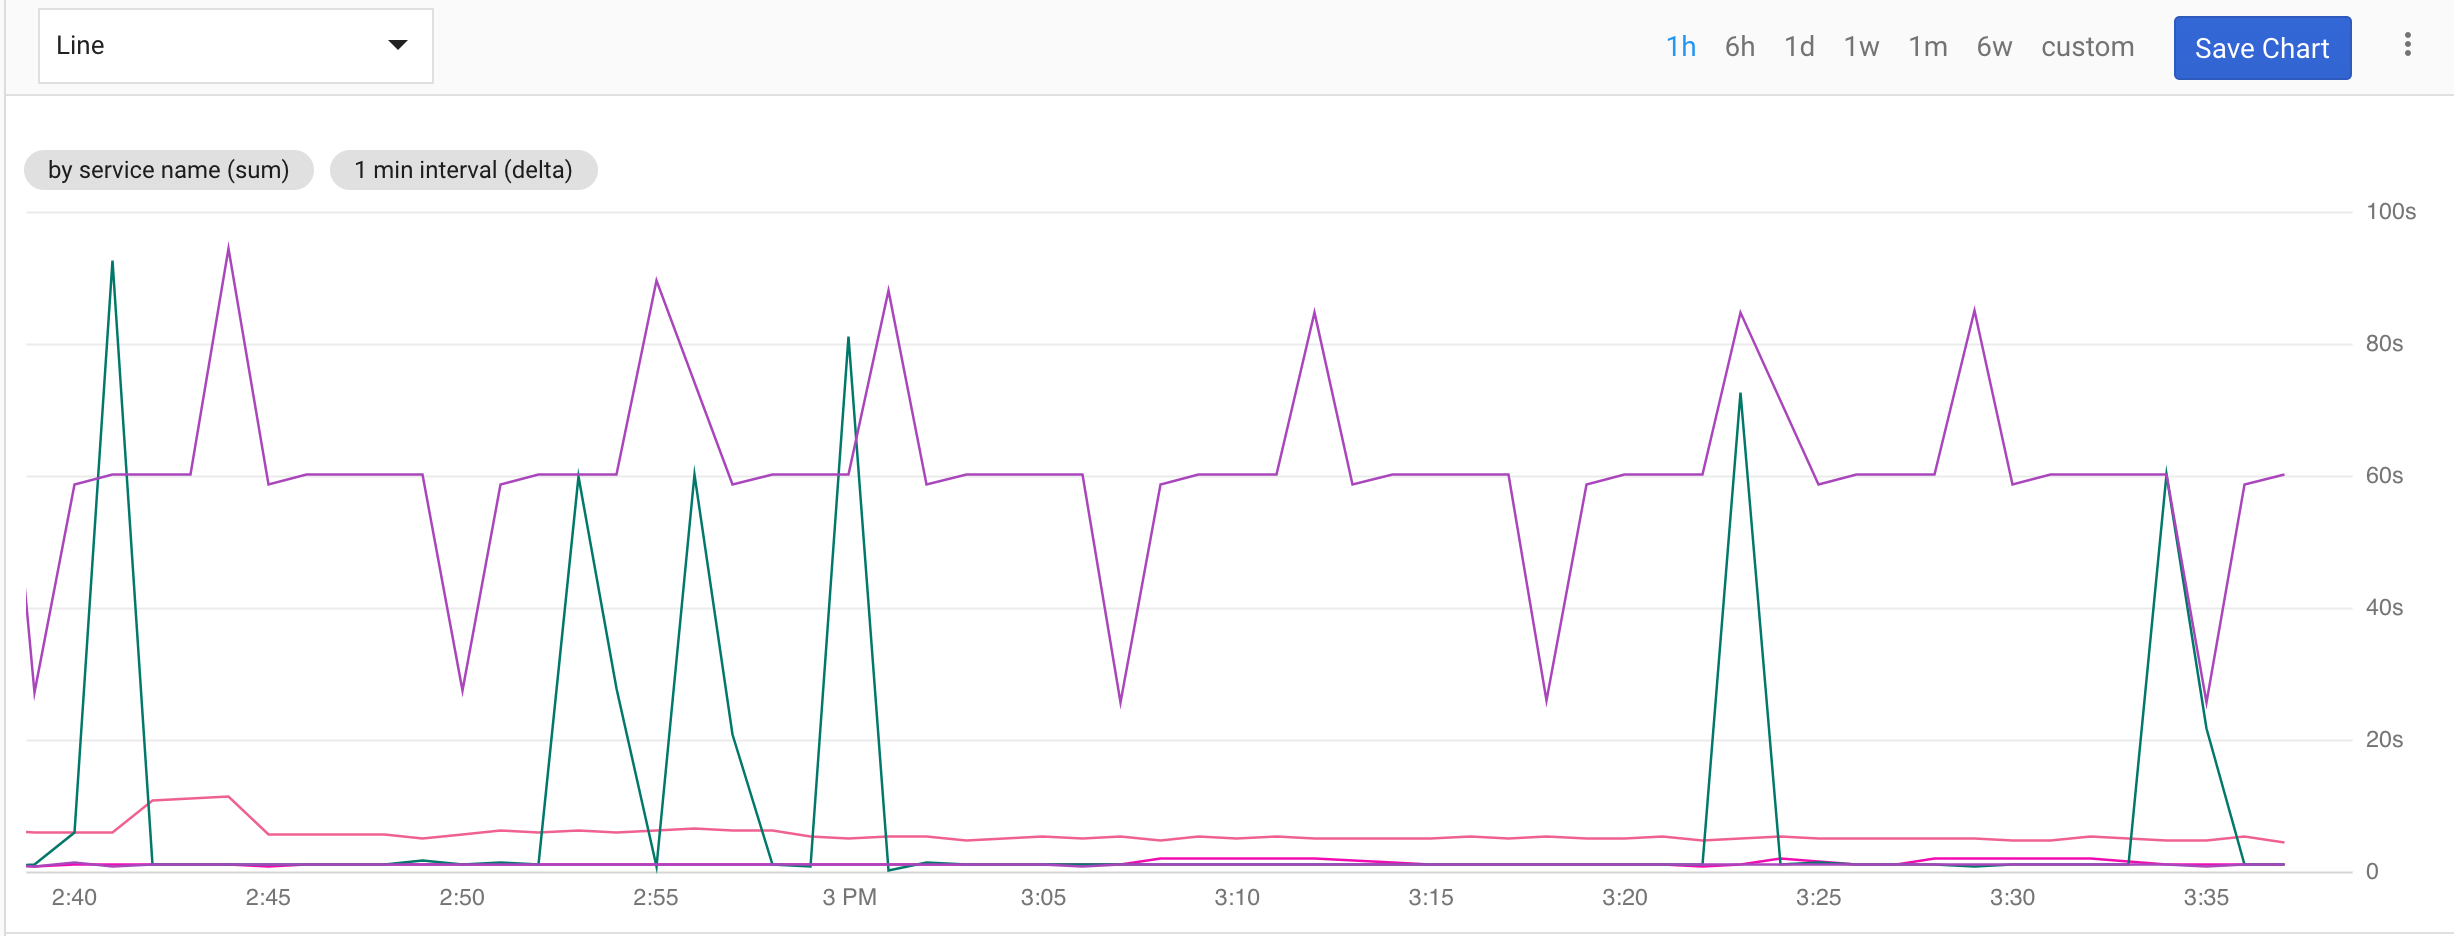 Line
1h 6h 1d 1w 1m 6w custom Save Chart
by service name (sum) 1 min interval (delta)
100s
80s
60s
40s
20s
0
2:40 2:45 2:50 2:55 3 PM 3:05 3:10 3:15 3:20 3:25 3:30 3:35